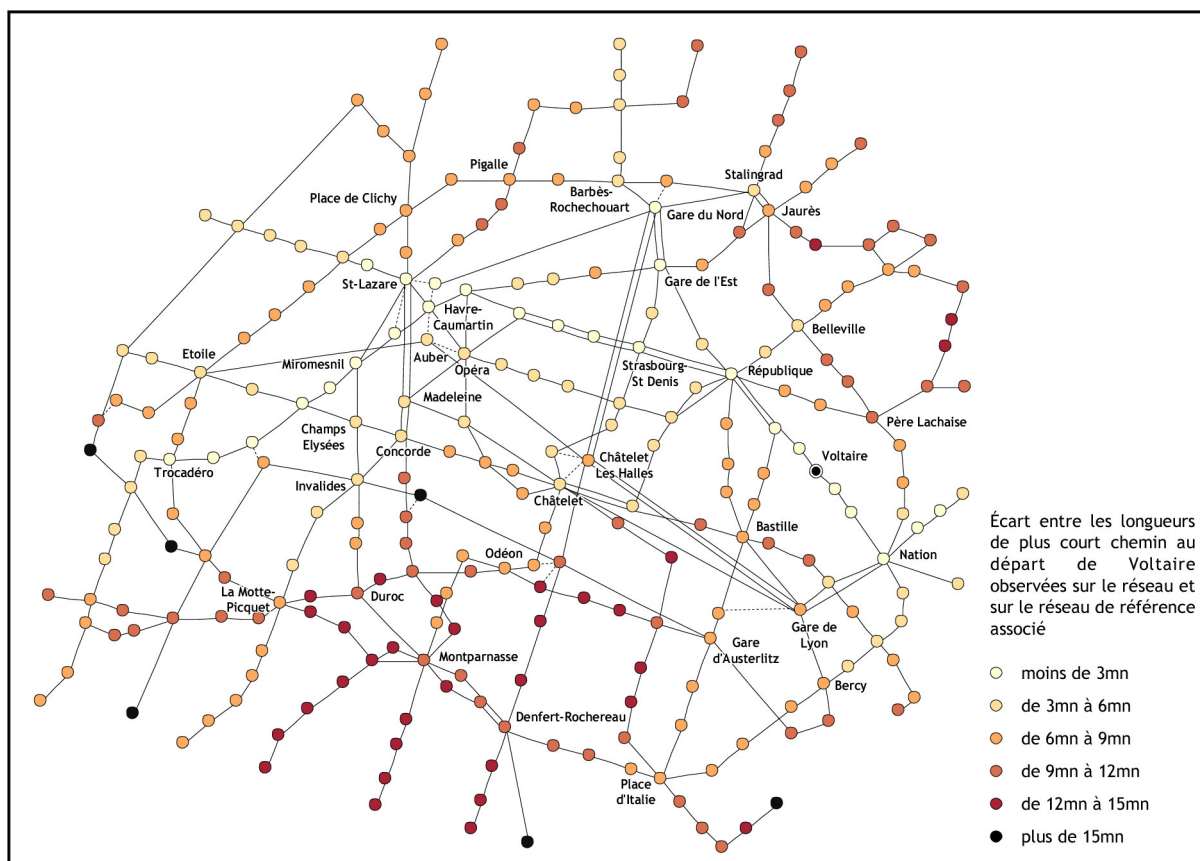 Pigalle
Stalingrad
Place de Clichy
Barbès-
Rochechouart
Gare du Nord
Jaurès
St-Lazare
Gare de l'Est
Havre-
Caumartin
Belleville
Etoile
Miromesnil
Auber
Opéra
Strasbourg-
St Denis
République
Madeleine
Champs
Elysées
Concorde
Père Lachaise
Trocadéro
Châtelet
Les Halles
Voltaire
Invalides
Châtelet
Bastille
Nation
Odéon
La Motte-
Picquet
Duroc
Gare
d'Austerlitz
Gare de
Lyon
Montparnasse
Bercy
Denfert-Rochereau
Place
d'Italie
Écart entre les longueurs
de plus court chemin au
départ de Voltaire
observées sur le réseau et
sur le réseau de référence
associé
moins de 3mn
de 3mn à 6mn
de 6mn à 9mn
de 9mn à 12mn
de 12mn à 15mn
plus de 15mn